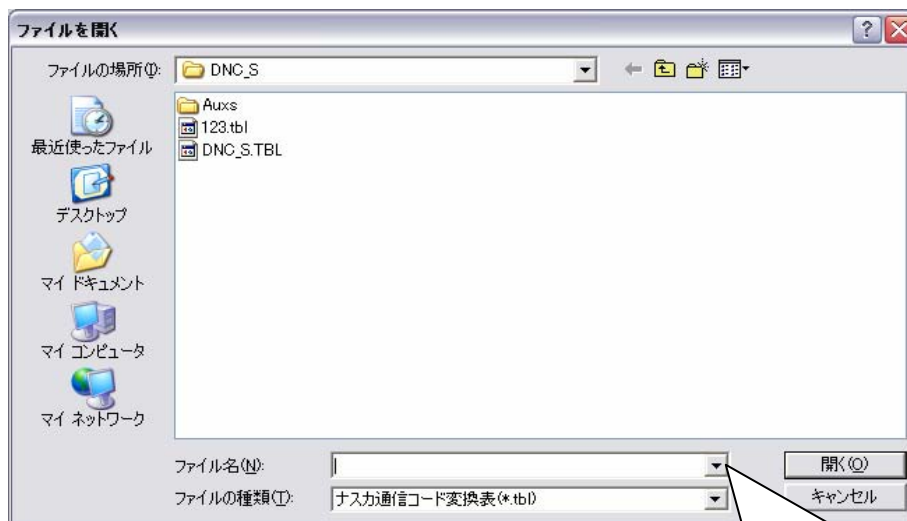 ファイルを開く
ファイルの場所(I):
DNC_S
Auxs
123.tbl
DNC_S.TBL
最近使ったファイル
デスクトップ
マイ ドキュメント
マイ コンピュータ
マイ ネットワーク
ファイル名(N):
開く(O)
ファイルの種類(T):
ナスカ通信コード変換表(*.tbl)
キャンセル